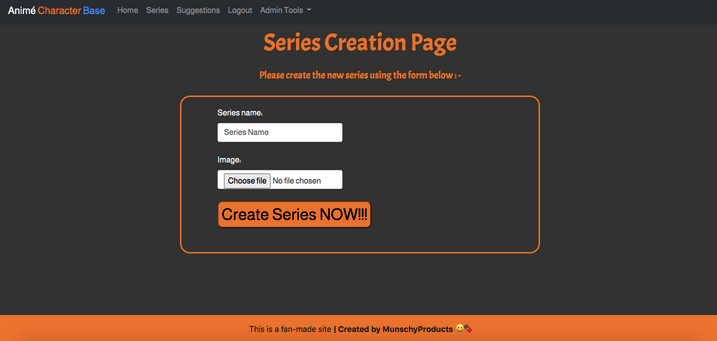 Animé Character Base Home Series Suggestions Logout Admin Tools
Series Creation Page
Please create the new series using the form below : -
Series name:
Series Name
Image:
Choose file No file chosen
Create Series NOW!!!
This is a fan-made site | Created by MunschyProducts 😄🍫